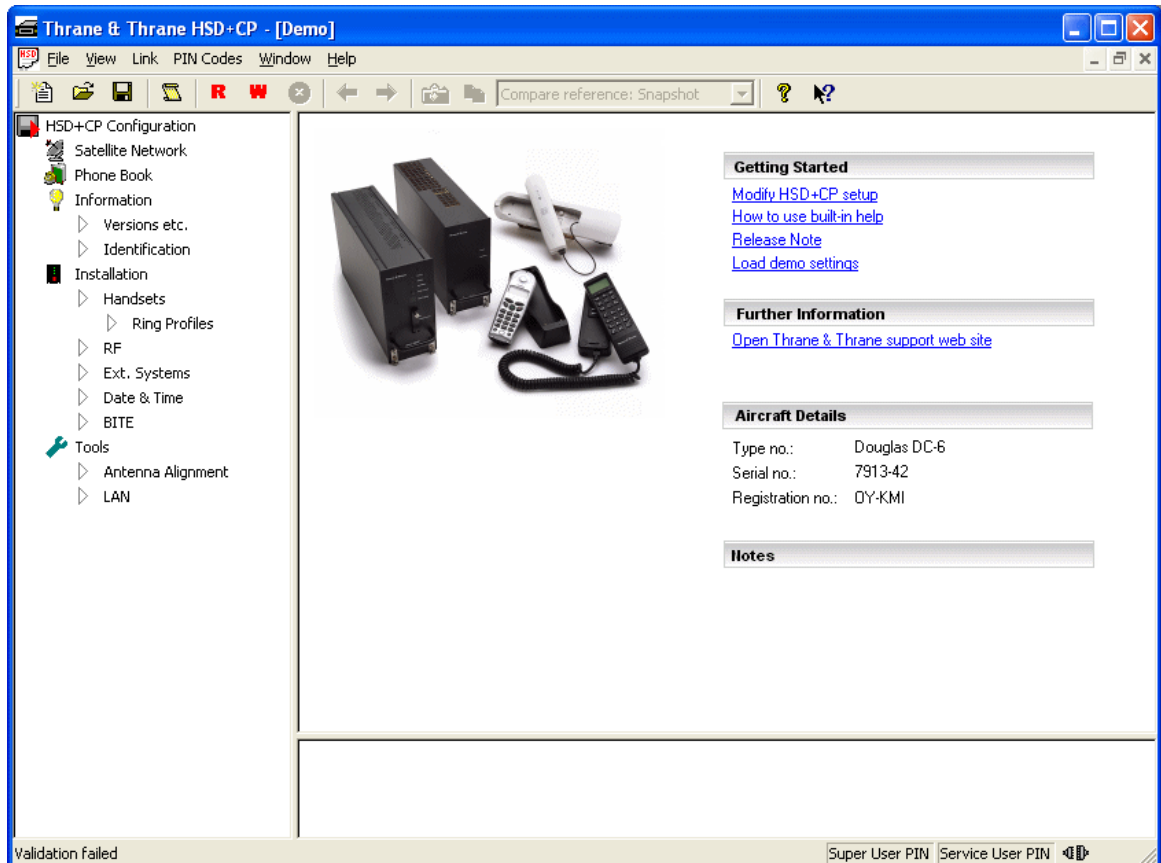 Thrane & Thrane HSD+CP - [Demo]
HSD File View Link PIN Codes Window Help
R W Compare reference: Snapshot ? ?
HSD+CP Configuration
Satellite Network
Phone Book
Information
Versions etc.
Identification
Installation
Handsets
Ring Profiles
RF
Ext. Systems
Date & Time
BITE
Tools
Antenna Alignment
LAN
Getting Started
Modify HSD+CP setup
How to use built-in help
Release Note
Load demo settings
Further Information
Open Thrane & Thrane support web site
Aircraft Details
Type no.: Douglas DC-6
Serial no.: 7913-42
Registration no.: OY-KMI
Notes
Validation failed
Super User PIN Service User PIN